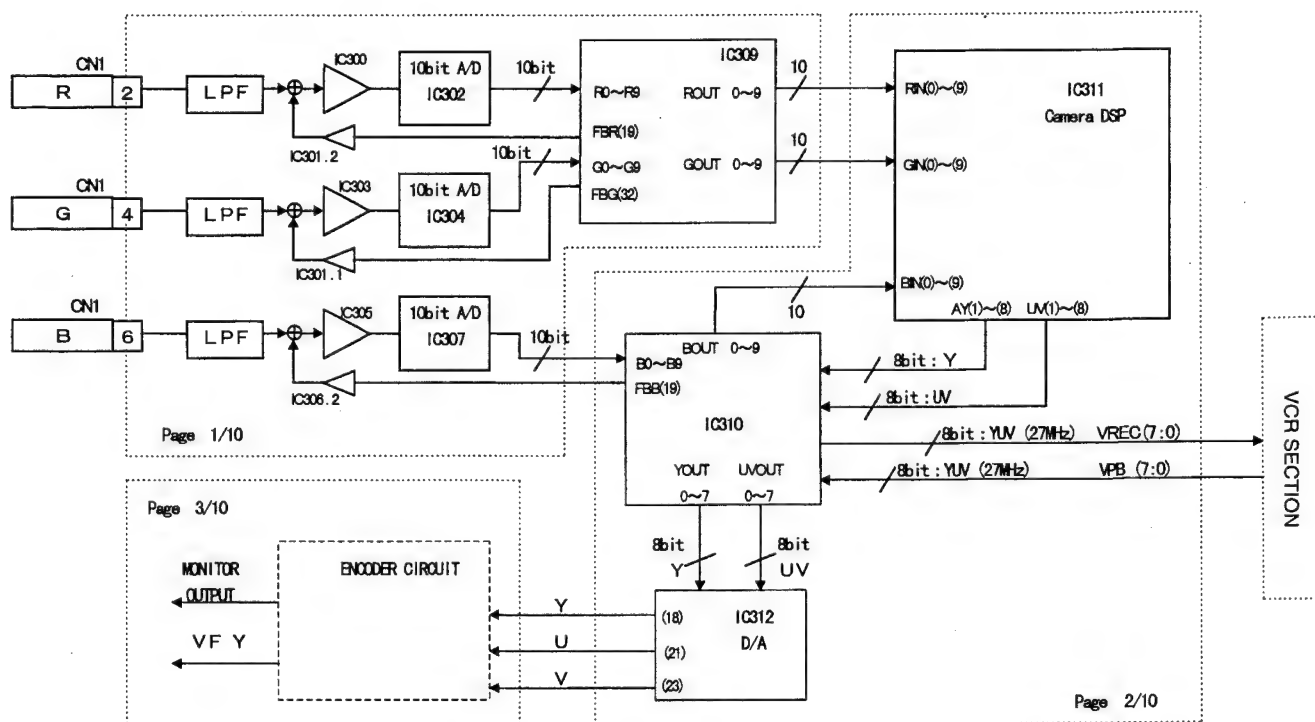 CN1
R 2
LPF
IC300
10bit A/D
IC302
10bit
IC301.2
IC309
R0～R9
ROUT 0～9
FBR(19)
G0～G9
GOUT 0～9
FBG(32)
10
10
10bit
RIN(0)～(9)
IC311
Camera DSP
GIN(0)～(9)
BIN(0)～(9)
AY(1)～(8) UV(1)～(8)
CN1
G 4
LPF
IC303
10bit A/D
IC304
IC301.1
CN1
B 6
LPF
IC305
10bit A/D
IC307
10bit
IC306.2
Page 1/10
10
BOUT 0～9
B0～B9
FBB(19)
IC310
YOUT UVOUT
0～7 0～7
8bit:Y
8bit:UV
8bit:YUV (27MHz) VREC(7:0)
8bit:YUV (27MHz) VPB (7:0)
VCR SECTION
8bit
Y
8bit
UV
Page 3/10
MONITOR
OUTPUT
VF Y
ENCODER CIRCUIT
Y
U
V
(18)
(21)
(23)
IC312
D/A
Page 2/10